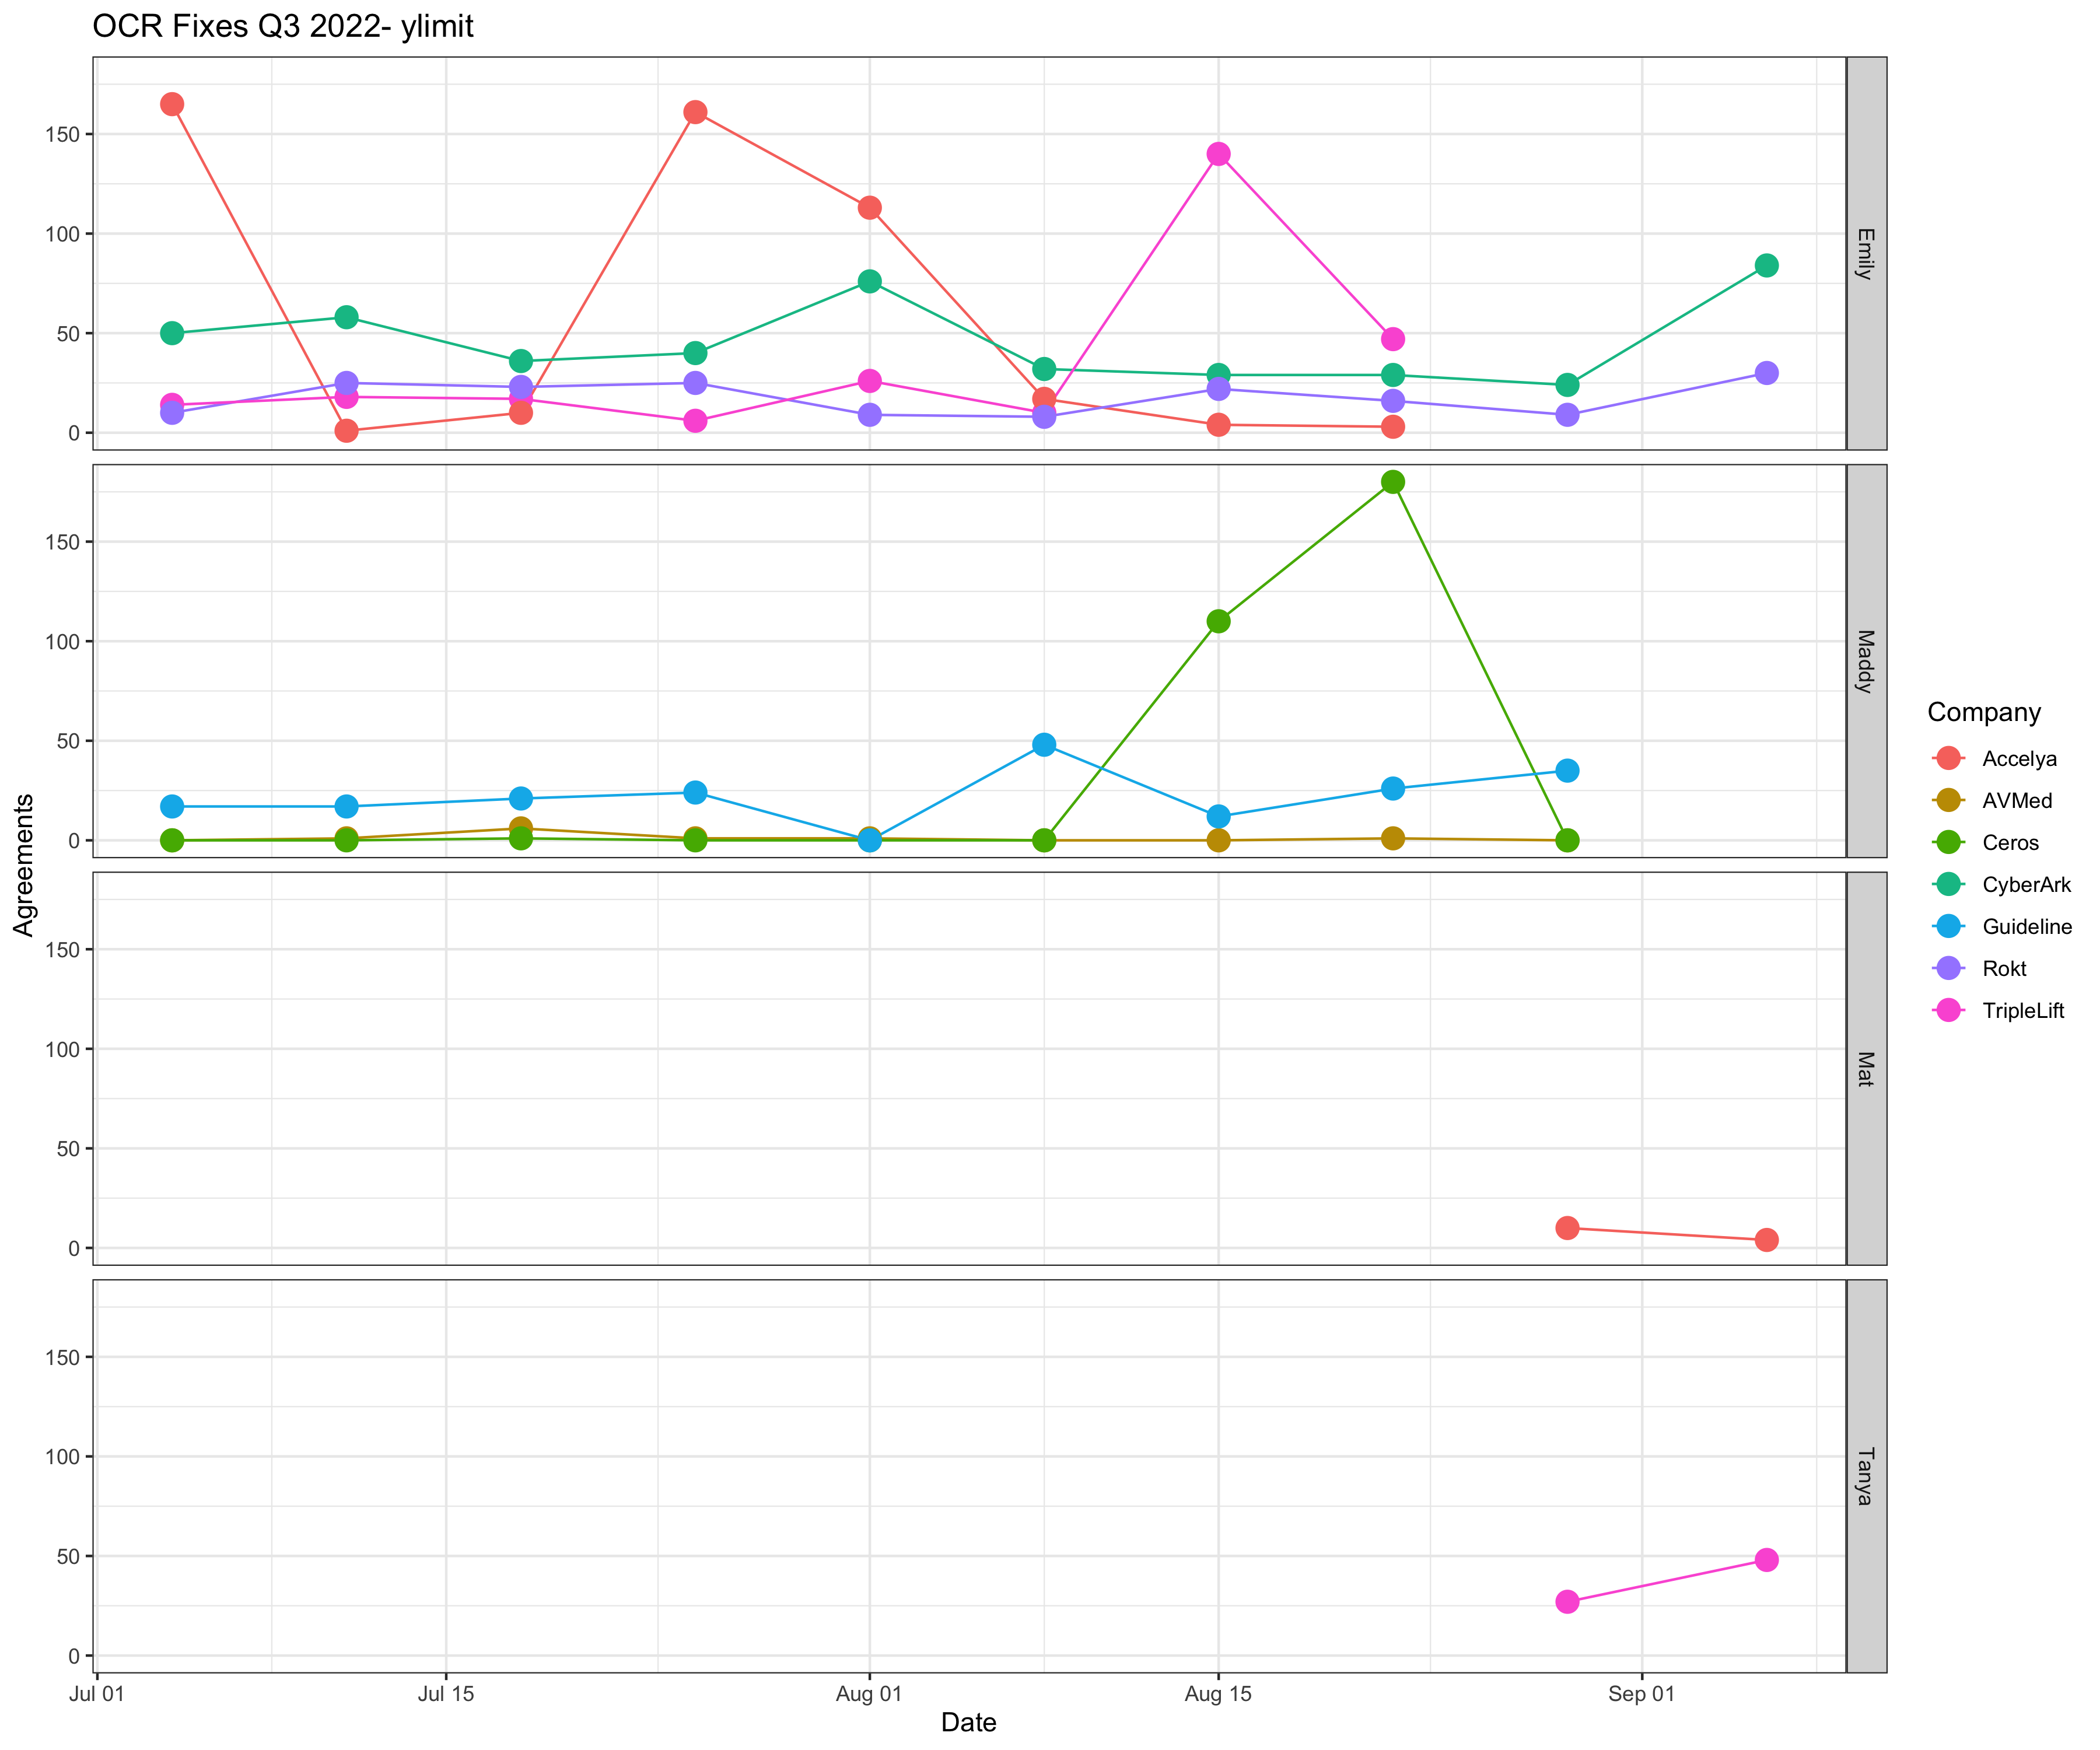 OCR Fixes Q3 2022- ylimit
150
100
50
0
Emily
150
100
50
0
Maddy
150
100
50
0
Mat
150
100
50
0
Tanya
Agreements
Jul 01
Jul 15
Aug 01
Aug 15
Sep 01
Date
Company
Accelya
AVMed
Ceros
CyberArk
Guideline
Rokt
TripleLift